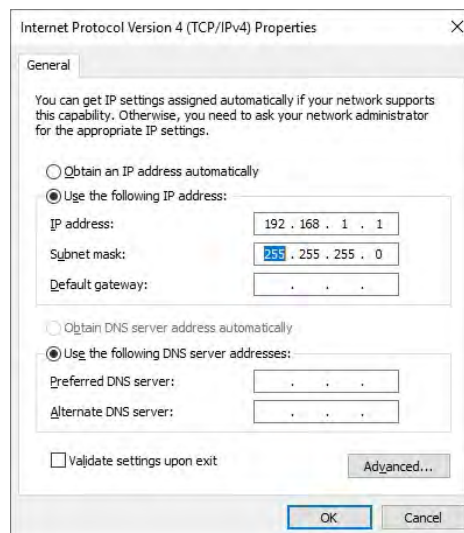 Internet Protocol Version 4 (TCP/IPv4) Properties
General
You can get IP settings assigned automatically if your network supports
this capability. Otherwise, you need to ask your network administrator
for the appropriate IP settings.
Obtain an IP address automatically
Use the following IP address:
IP address: 192 . 168 . 1 . 1
Subnet mask: 255 . 255 . 255 . 0
Default gateway: . . .
Obtain DNS server address automatically
Use the following DNS server addresses:
Preferred DNS server: . . .
Alternate DNS server: . . .
Validate settings upon exit
Advanced...
OK Cancel